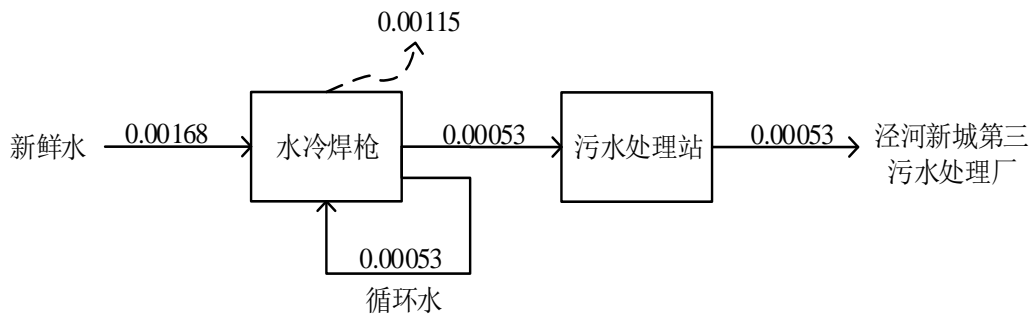 0.00115
新鲜水
0.00168
水冷焊枪
0.00053
污水处理站
0.00053
泾河新城第三
污水处理厂
0.00053
循环水